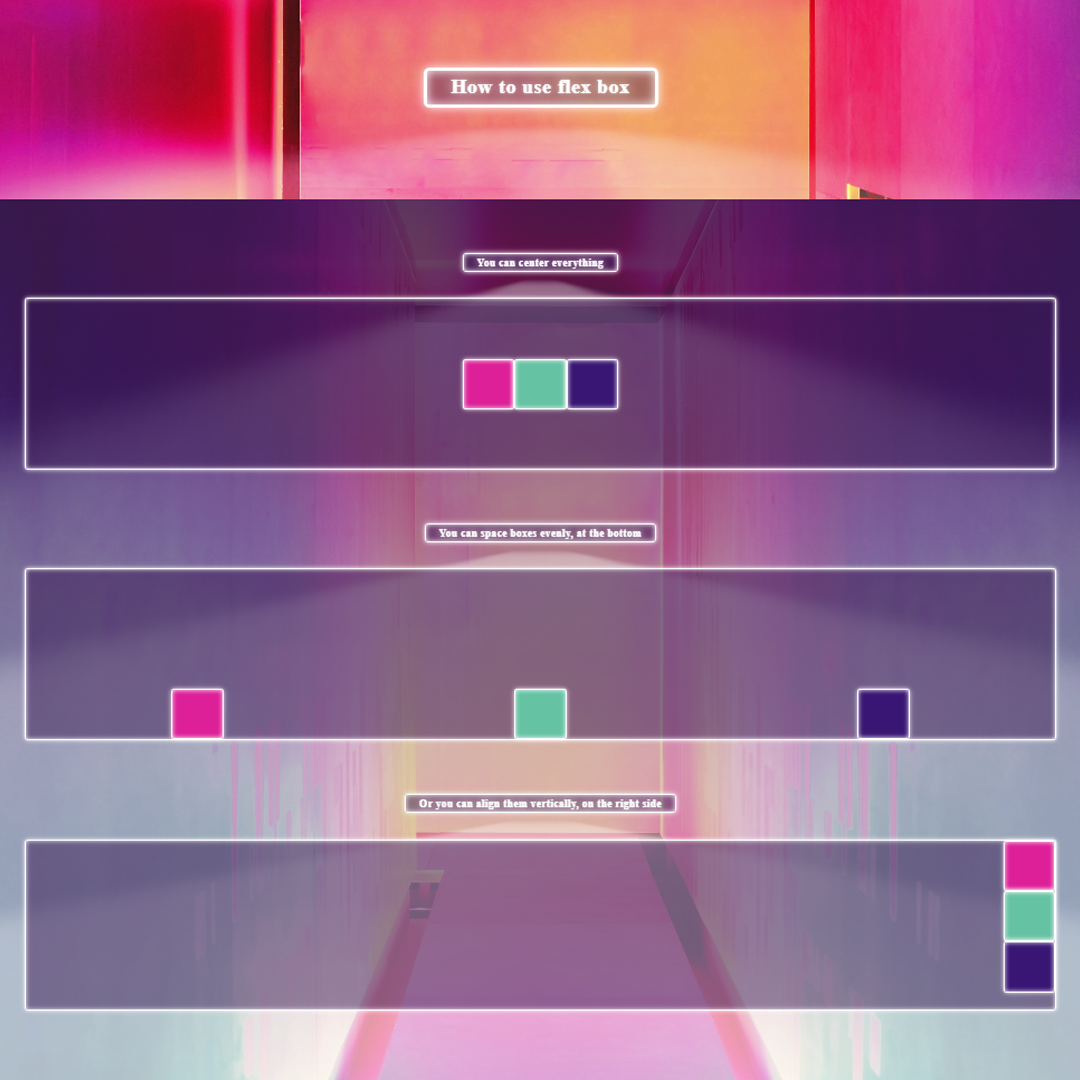 How to use flex box
You can center everything
You can space boxes evenly, at the bottom
Or you can align them vertically, on the right side